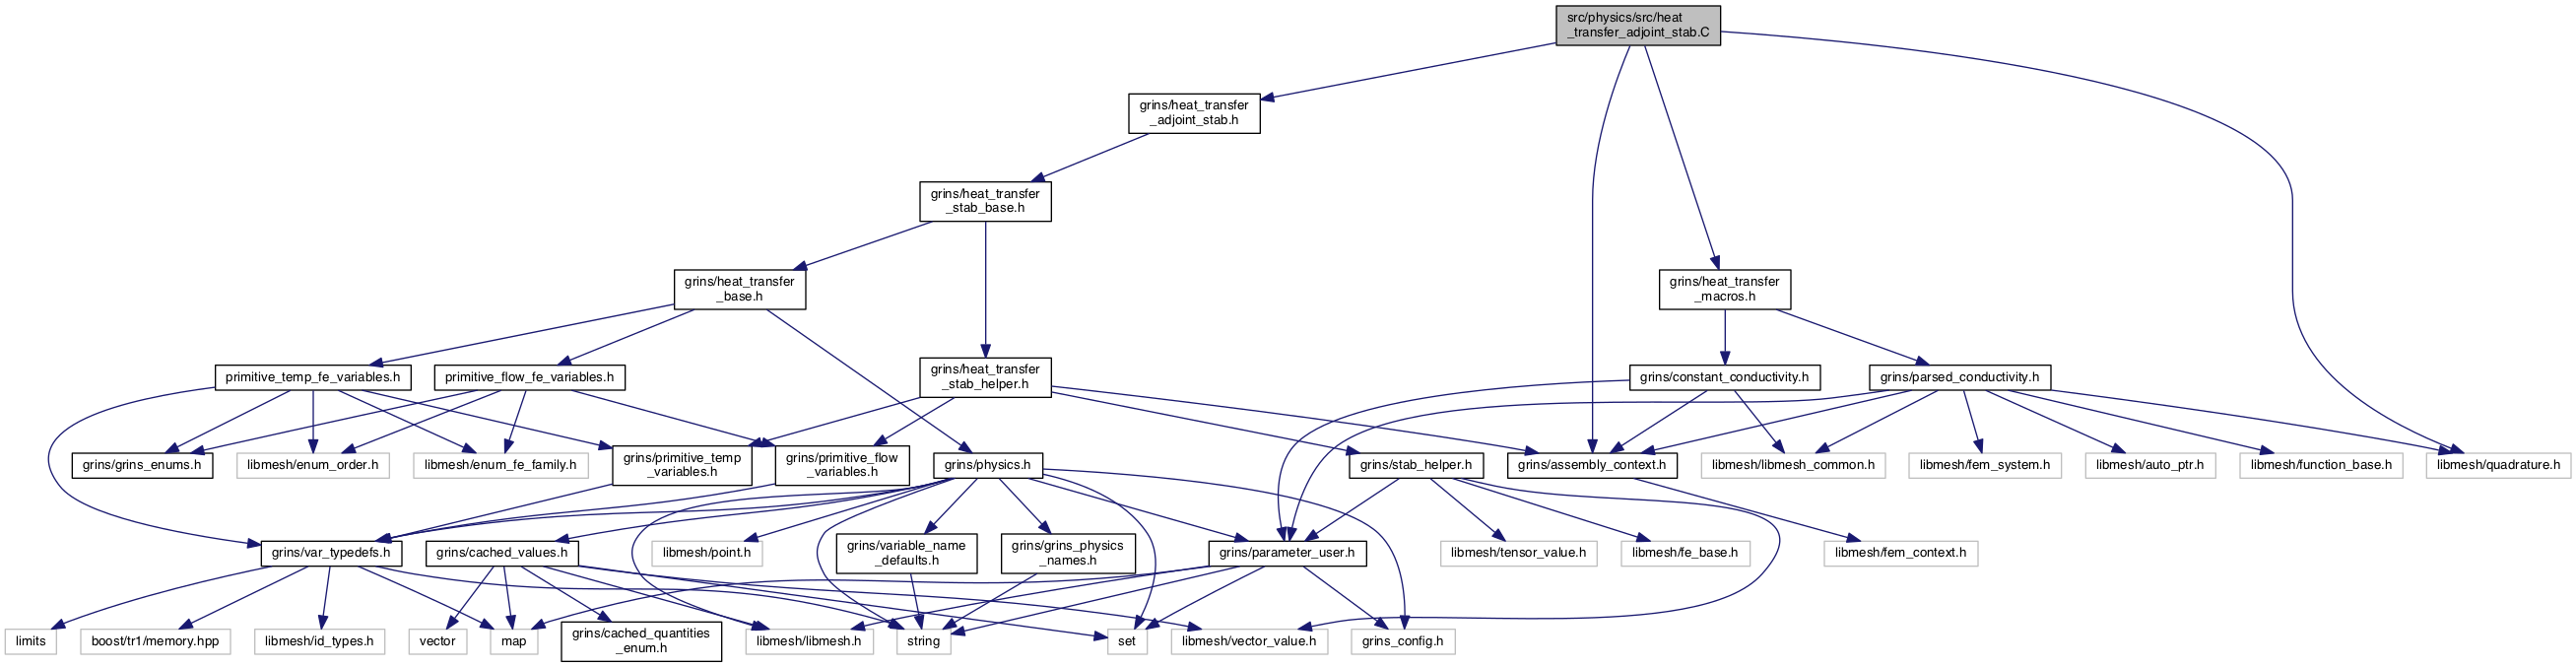 src/physics/src/heat
_transfer_adjoint_stab.C
grins/heat_transfer
_adjoint_stab.h
grins/heat_transfer
_stab_base.h
grins/heat_transfer
_base.h
grins/heat_transfer
_macros.h
primitive_temp_fe_variables.h
primitive_flow_fe_variables.h
grins/heat_transfer
_stab_helper.h
grins/constant_conductivity.h
grins/parsed_conductivity.h
grins/grins_enums.h
libmesh/enum_order.h
libmesh/enum_fe_family.h
grins/primitive_temp
_variables.h
grins/primitive_flow
_variables.h
grins/physics.h
grins/stab_helper.h
grins/assembly_context.h
libmesh/libmesh_common.h
libmesh/fem_system.h
libmesh/auto_ptr.h
libmesh/function_base.h
libmesh/quadrature.h
grins/var_typedefs.h
grins/cached_values.h
libmesh/point.h
grins/variable_name
_defaults.h
grins/grins_physics
_names.h
grins/parameter_user.h
libmesh/tensor_value.h
libmesh/fe_base.h
libmesh/fem_context.h
limits
boost/tr1/memory.hpp
libmesh/id_types.h
vector
map
grins/cached_quantities
_enum.h
libmesh/libmesh.h
string
set
libmesh/vector_value.h
grins_config.h